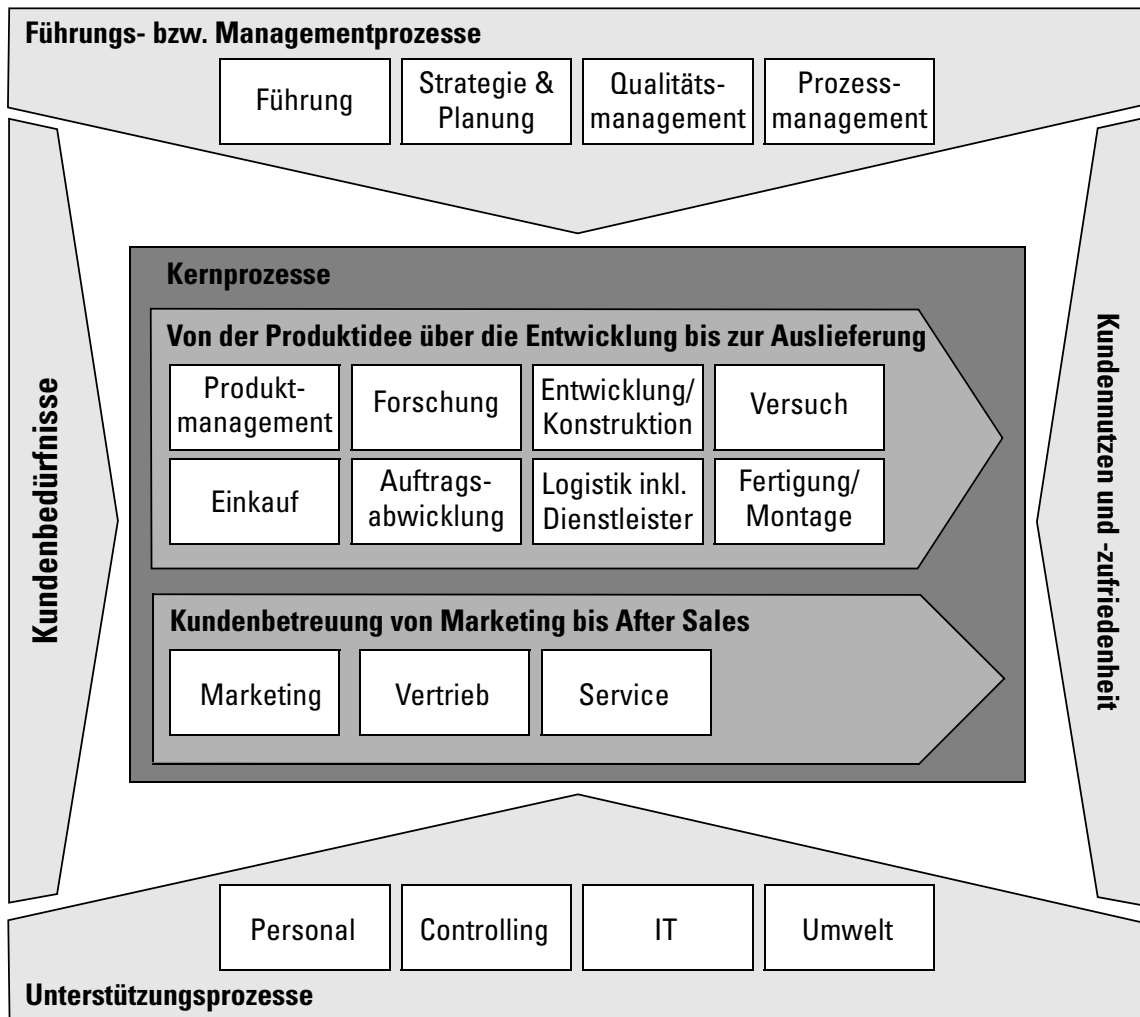 Führungs- bzw. Managementprozesse
Führung
Strategie &
Planung
Qualitäts-
management
Prozess-
management
Kundenbedürfnisse
Kernprozesse
Von der Produktidee über die Entwicklung bis zur Auslieferung
Produkt-
management
Forschung
Entwicklung/
Konstruktion
Versuch
Einkauf
Auftrags-
abwicklung
Logistik inkl.
Dienstleister
Fertigung/
Montage
Kundenbetreuung von Marketing bis After Sales
Marketing
Vertrieb
Service
Kundennutzen und -zufriedenheit
Personal
Controlling
IT
Umwelt
Unterstützungsprozesse